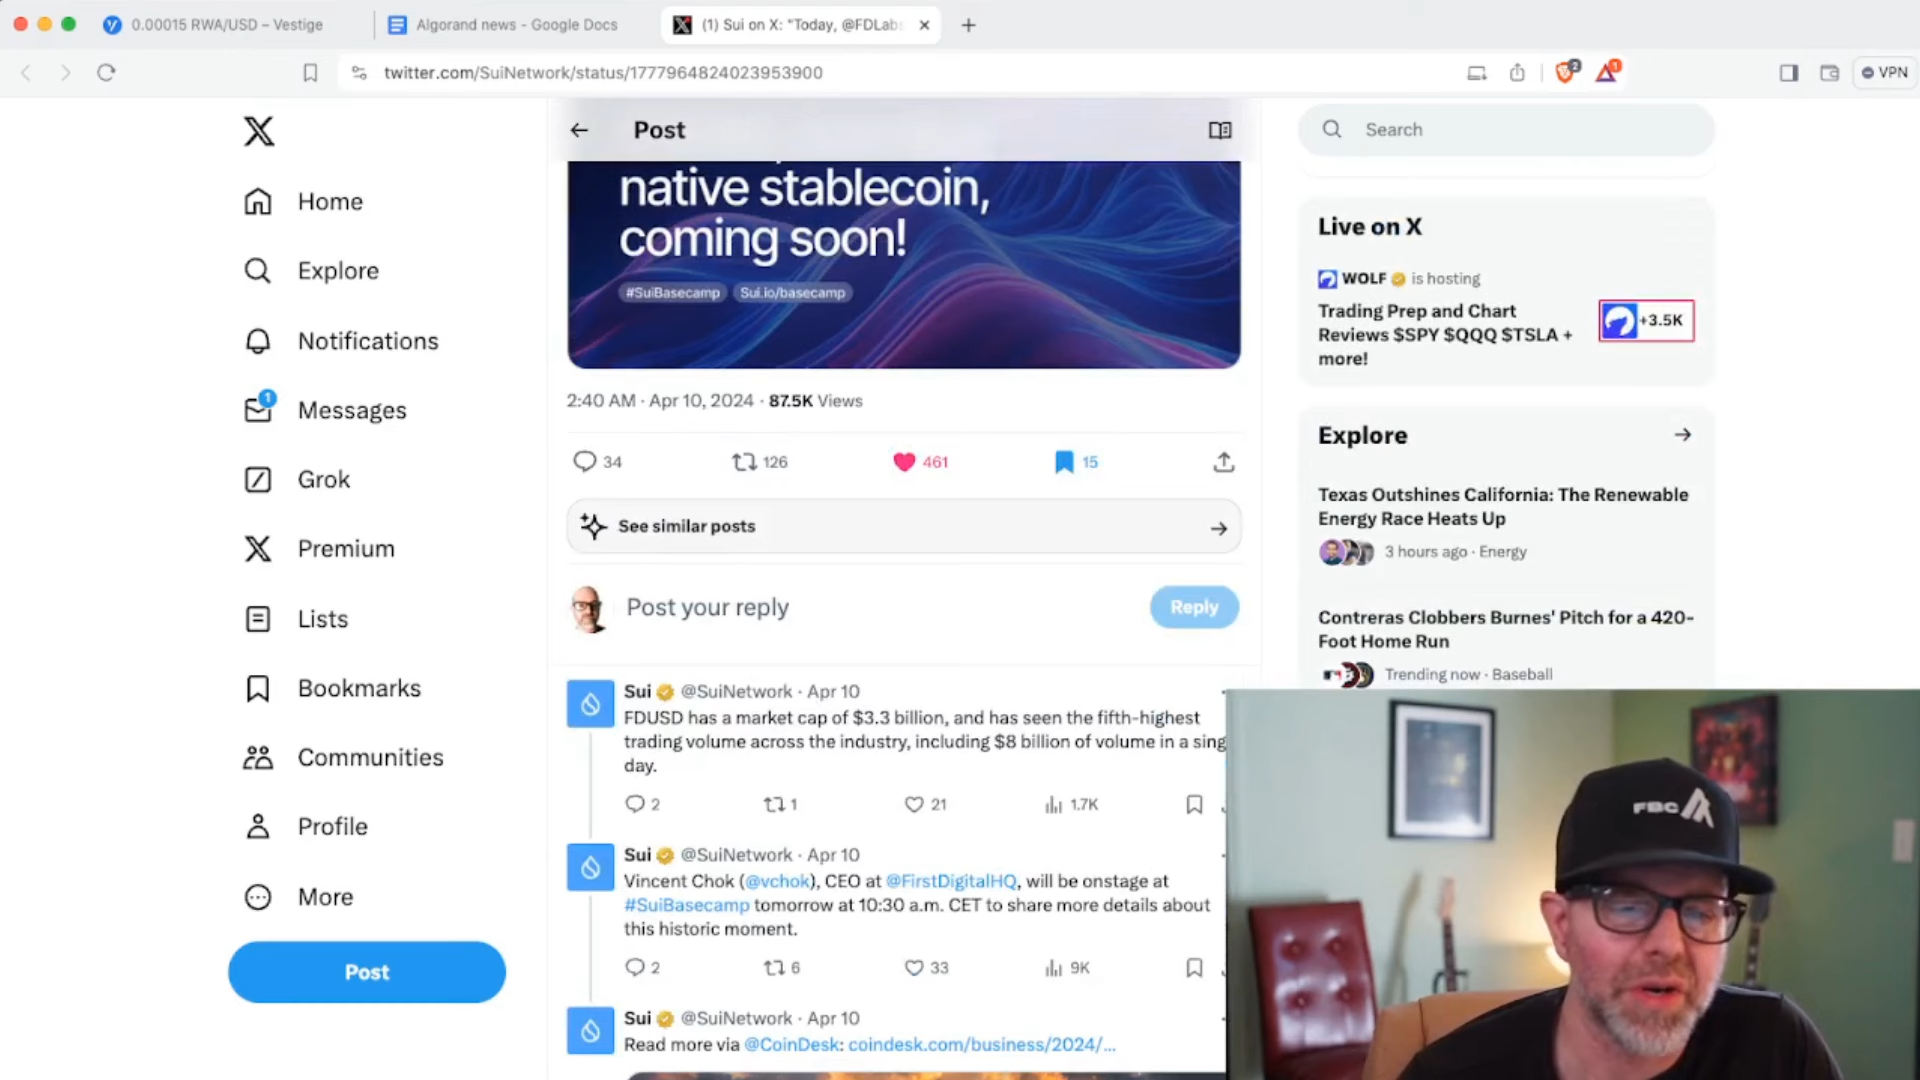 0.00015 RWA/USD – Vestige
Algorand news - Google Docs
(1) Sui on X: "Today, @FDLabs
twitter.com/SuiNetwork/status/1777964824023953900
2
1
VPN
Post
Search
native stablecoin,
coming soon!
#SuiBasecamp
Sui.io/basecamp
Home
Explore
Notifications
1
Messages
Grok
Premium
Lists
Bookmarks
Communities
Profile
More
Post
2:40 AM · Apr 10, 2024 · 87.5K Views
34
126
461
15
See similar posts
Post your reply
Reply
Sui @SuiNetwork · Apr 10
FDUSD has a market cap of $3.3 billion, and has seen the fifth-highest
trading volume across the industry, including $8 billion of volume in a sing
day.
2
1
21
1.7K
Sui @SuiNetwork · Apr 10
Vincent Chok (@vchok), CEO at @FirstDigitalHQ, will be onstage at
#SuiBasecamp tomorrow at 10:30 a.m. CET to share more details about
this historic moment.
2
6
33
9K
Sui @SuiNetwork · Apr 10
Read more via @CoinDesk: coindesk.com/business/2024/...
Live on X
WOLF is hosting
Trading Prep and Chart
Reviews $SPY $QQQ $TSLA +
more!
+3.5K
Explore
Texas Outshines California: The Renewable
Energy Race Heats Up
3 hours ago · Energy
Contreras Clobbers Burnes' Pitch for a 420-
Foot Home Run
Trending now · Baseball
FBC